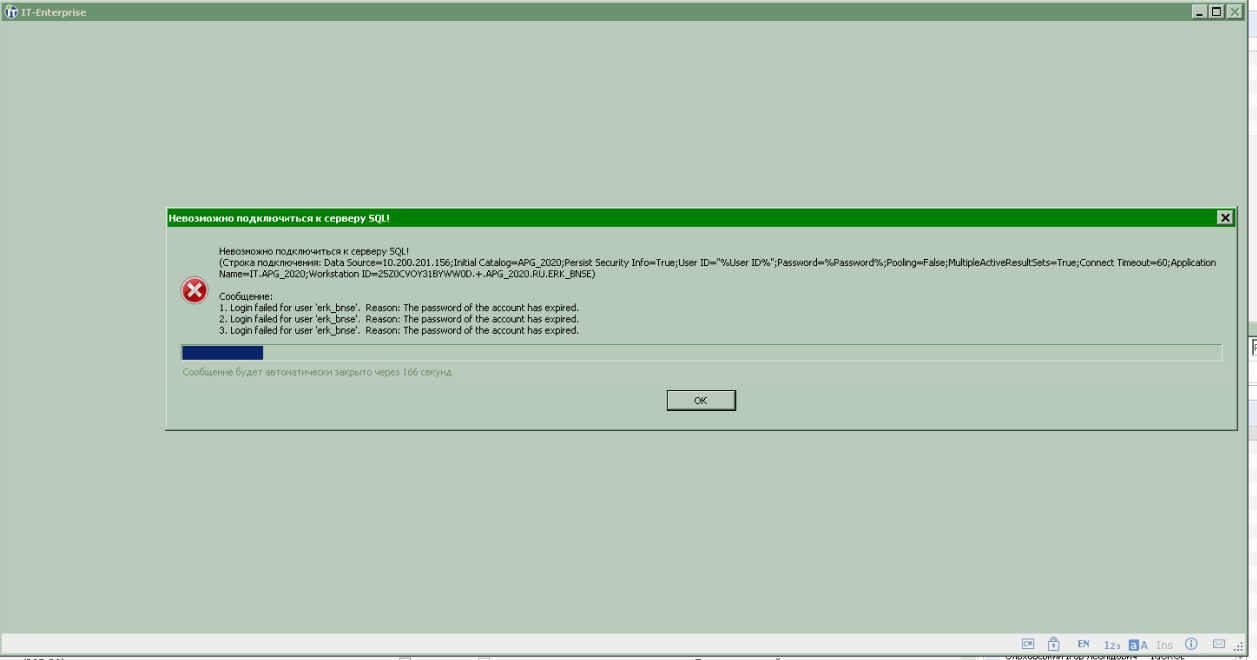 IT-Enterprise
Невозможно подключиться к серверу SQL!
Невозможно подключиться к серверу SQL!
(Строка подключения: Data Source=10.200.201.156;Initial Catalog=APG_2020;Persist Security Info=True;User ID="%User ID%";Password=%Password%;Pooling=False;MultipleActiveResultSets=True;Connect Timeout=60;Application
Name=IT.APG_2020;Workstation ID=25Z0CVOY31BYWW0D.+.APG_2020.RU.ERK_BNSE)
Сообщение:
1. Login failed for user 'erk_bnse'. Reason: The password of the account has expired.
2. Login failed for user 'erk_bnse'. Reason: The password of the account has expired.
3. Login failed for user 'erk_bnse'. Reason: The password of the account has expired.
Сообщение будет автоматически закрыто через 166 секунд
OK
EN 123 aA Ins